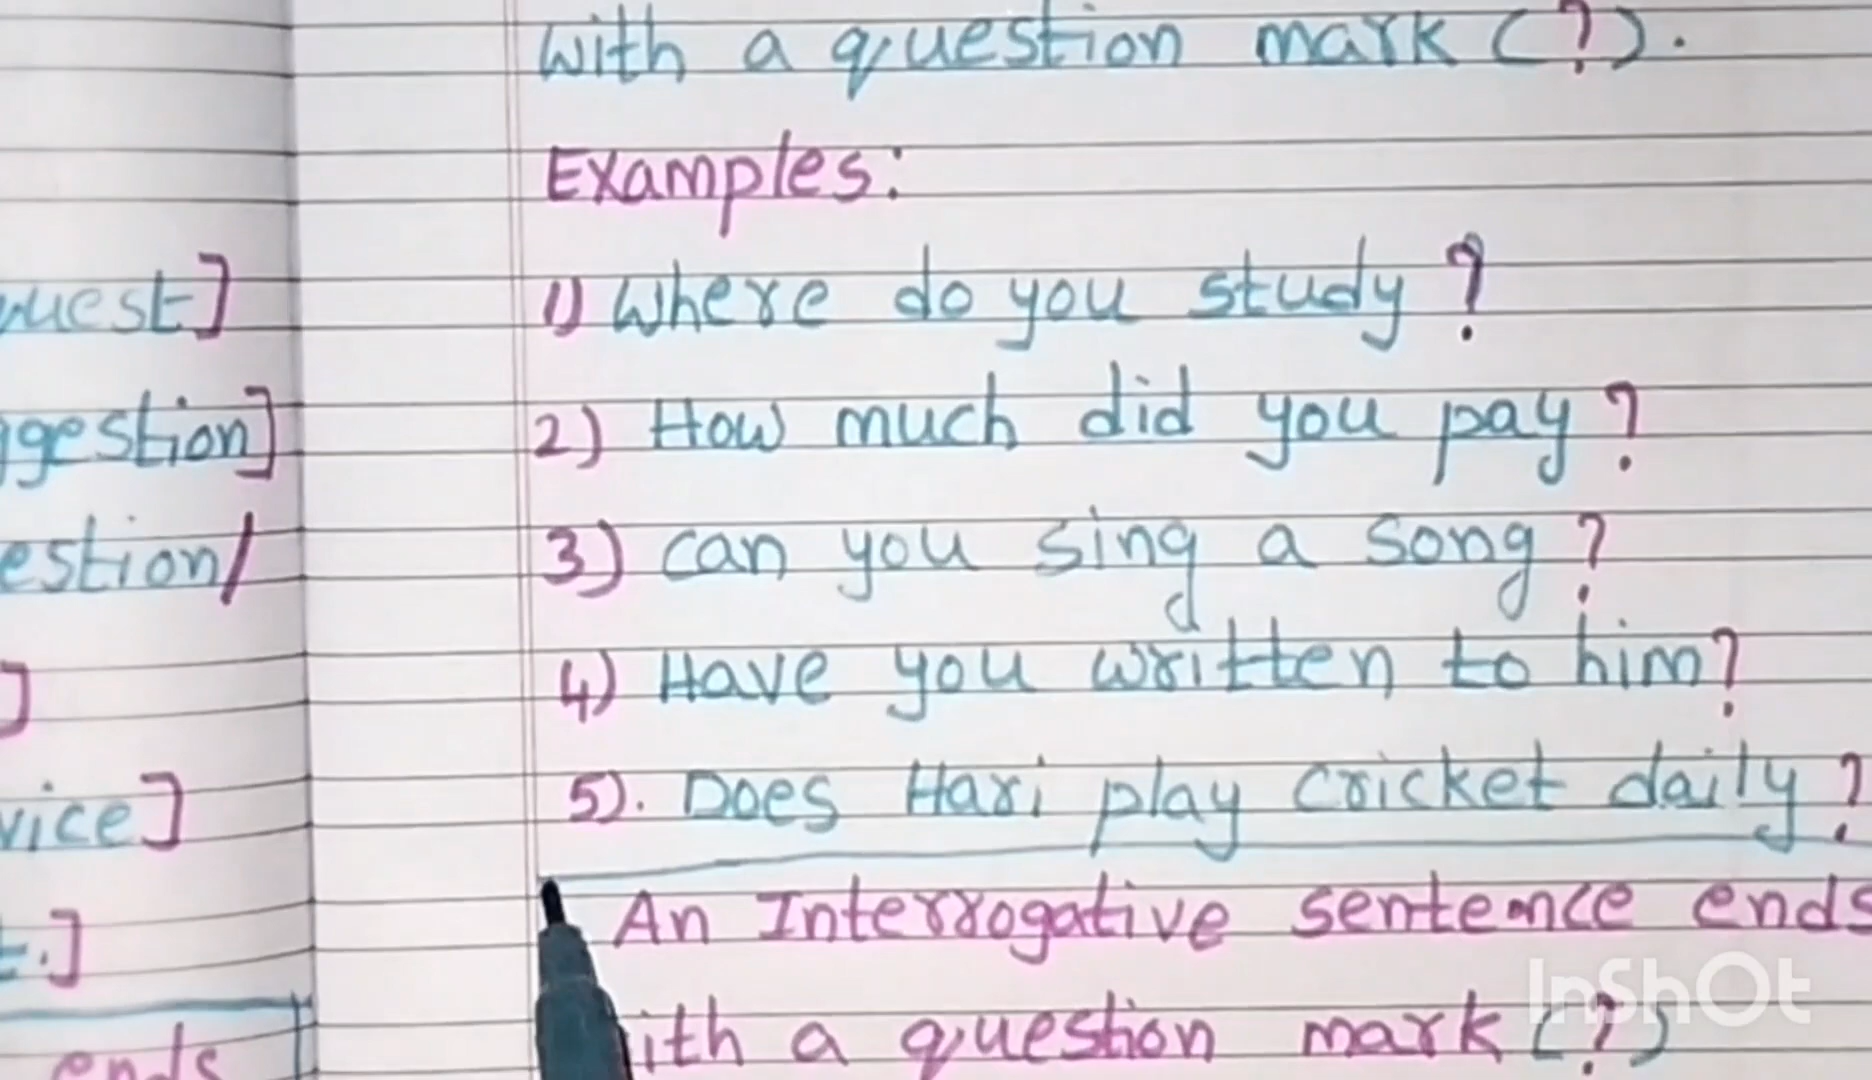 with a question mark (?).
Examples:
1) Where do you study?
2) How much did you pay?
3) can you sing a song?
4) Have you written to him?
5). Does Hari play cricket daily?
An Interrogative sentence ends
ith a question mark (?)
quest]
ggestion]
estion/
]
vice]
t.]
ends
InShOt